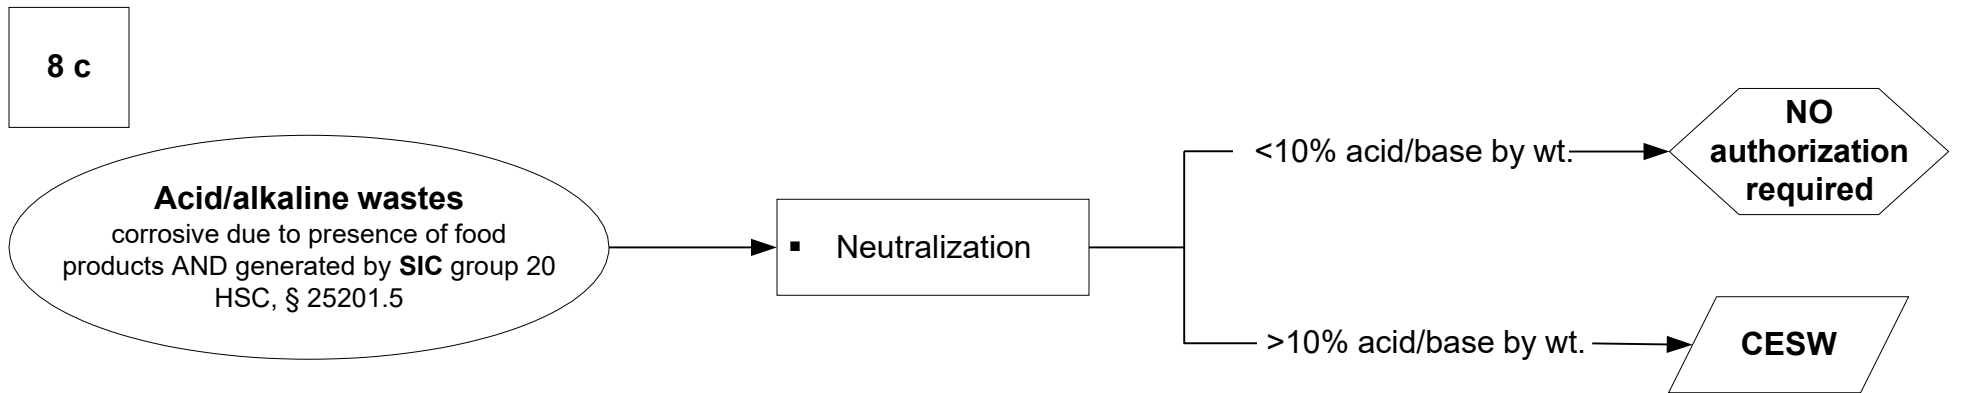 8 c
Acid/alkaline wastes
corrosive due to presence of food
products AND generated by SIC group 20
HSC, § 25201.5
▪ Neutralization
<10% acid/base by wt.
NO
authorization
required
>10% acid/base by wt.
CESW